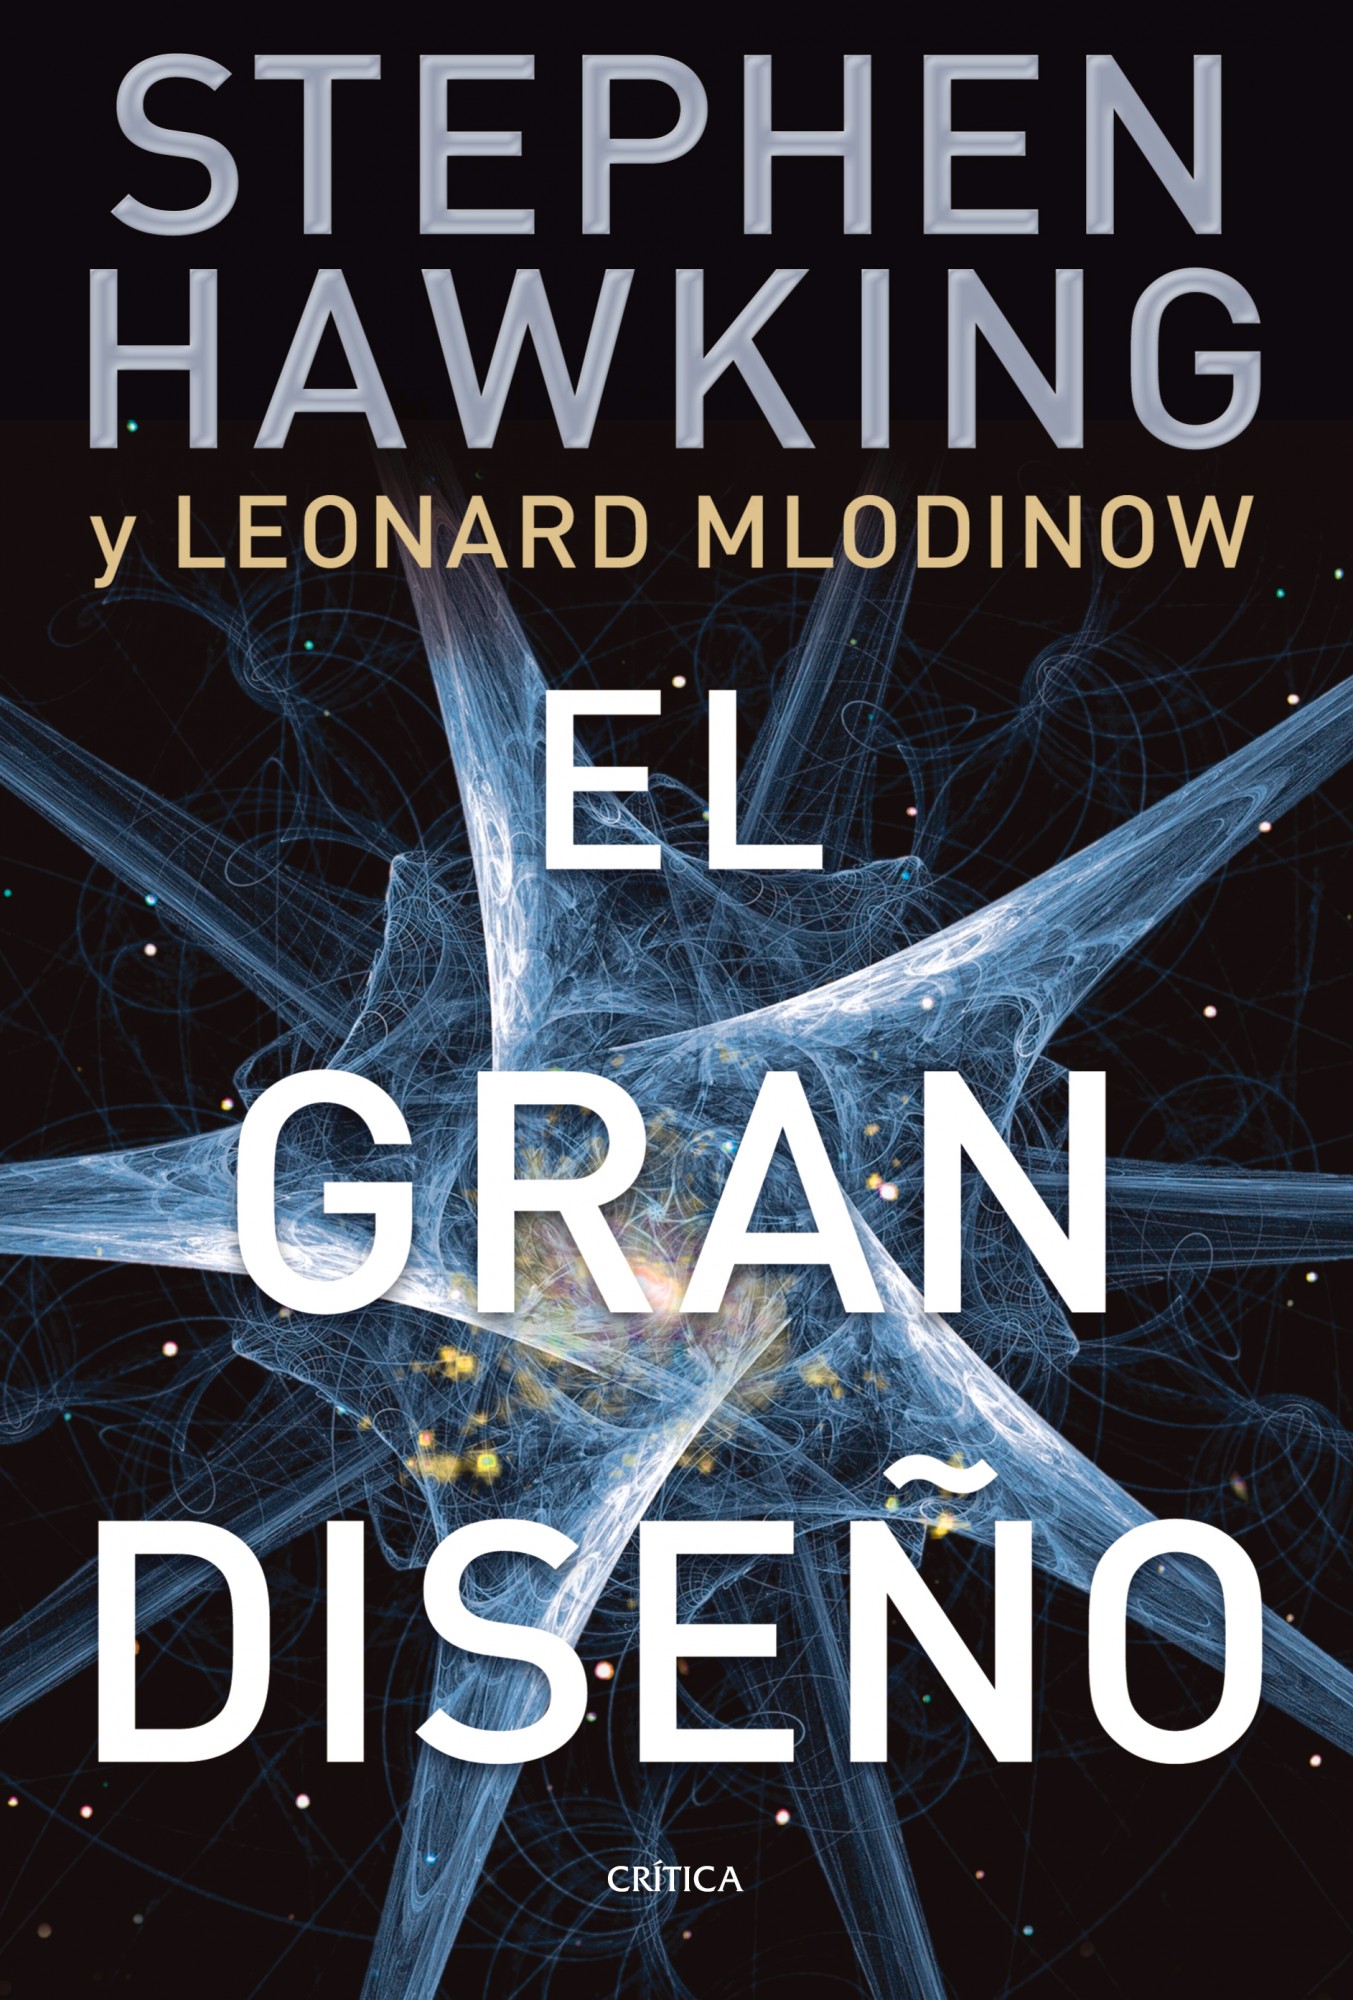 STEPHEN
HAWKING
y LEONARD MLODINOW
EL
GRAN
DISEÑO
CRÍTICA